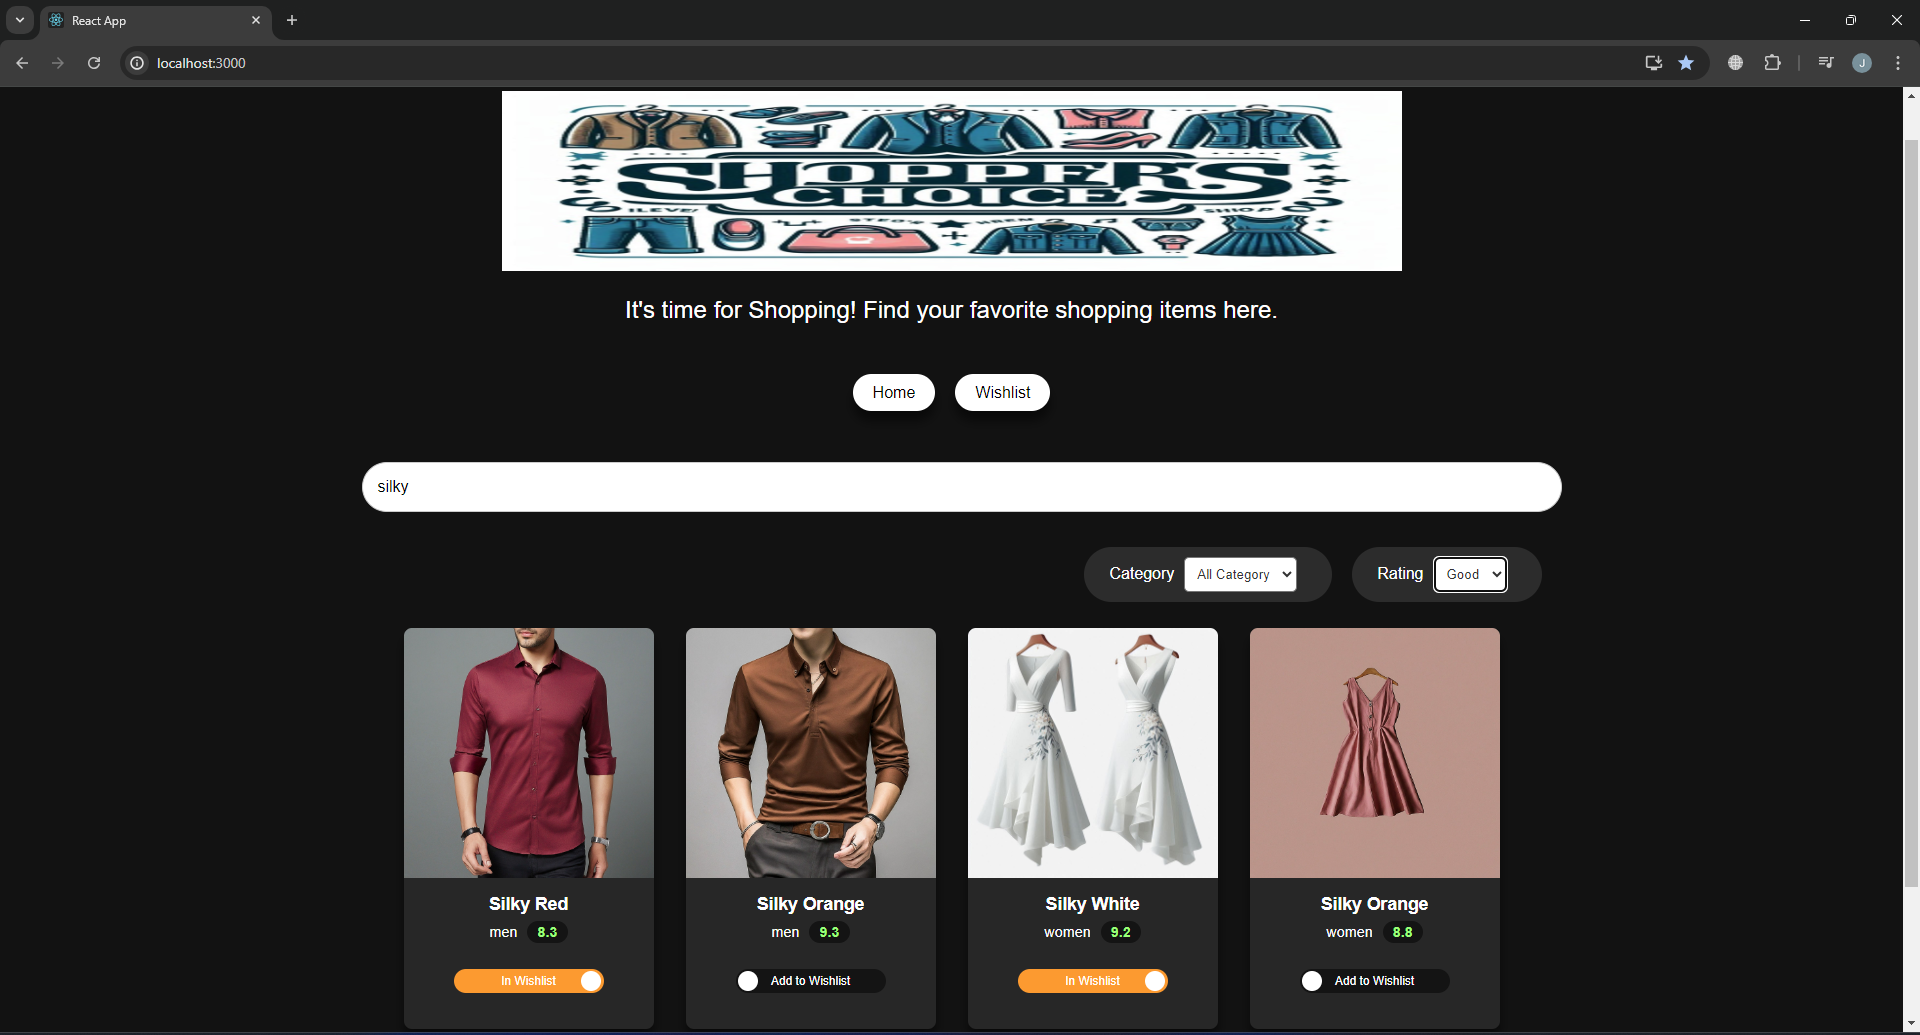 React App
localhost:3000
J
SHOPPERS
CHOICE
It's time for Shopping! Find your favorite shopping items here.
Home Wishlist
silky
Category All Category Rating Good
Silky Red Silky Orange Silky White Silky Orange
men 8.3 men 9.3 women 9.2 women 8.8
In Wishlist Add to Wishlist In Wishlist Add to Wishlist